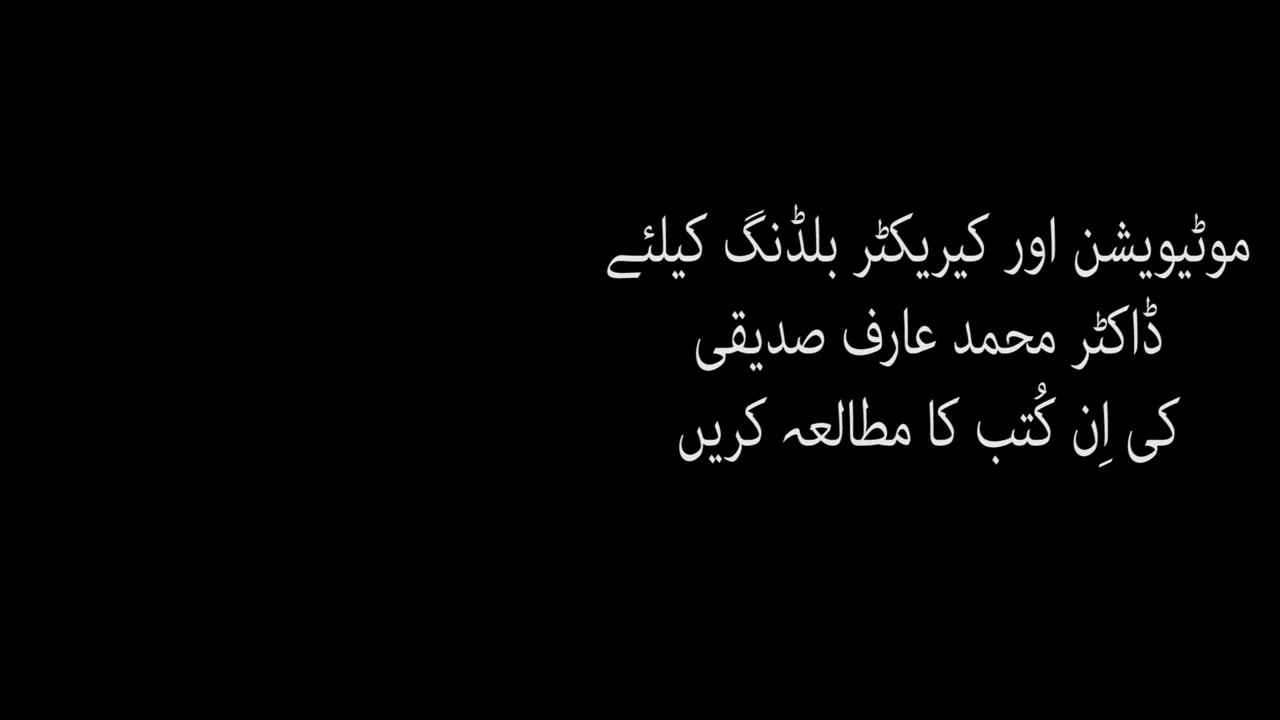 موٹیویشن اور کیریکٹر بلڈنگ کیلئے
ڈاکٹر محمد عارف صدیقی
کی اِن کُتب کا مطالعہ کریں